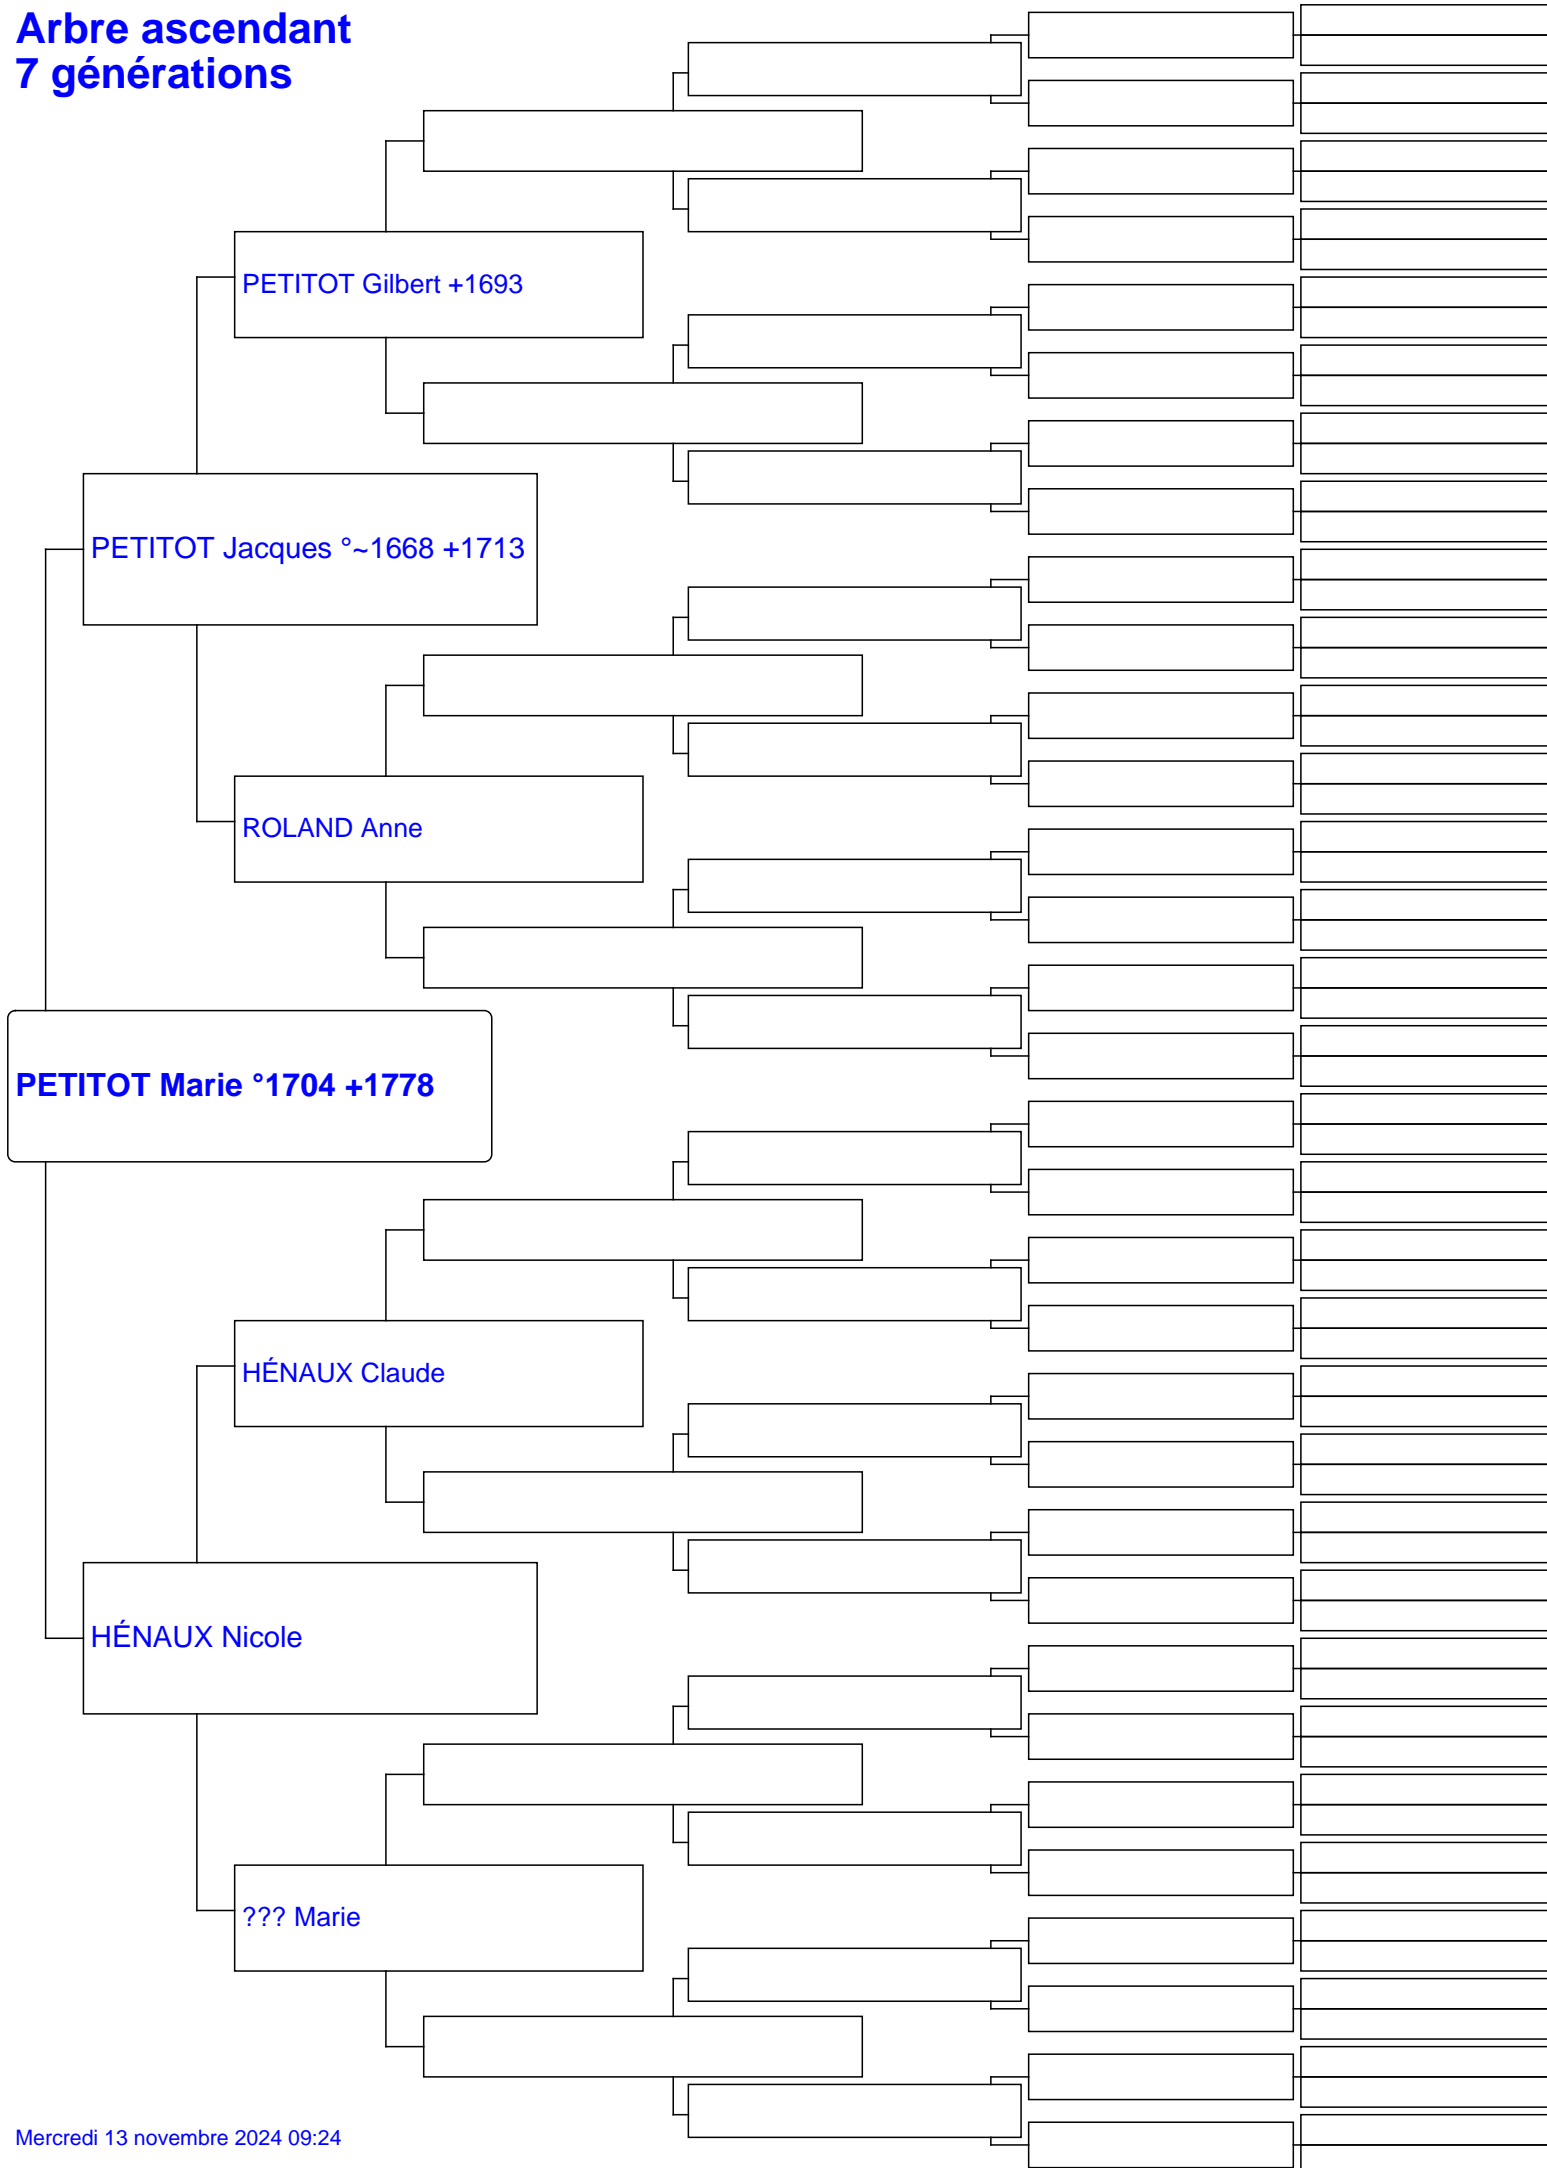 Arbre ascendant
7 générations
PETITOT Gilbert +1693
PETITOT Jacques °~1668 +1713
ROLAND Anne
PETITOT Marie °1704 +1778
HÉNAUX Claude
HÉNAUX Nicole
??? Marie
Mercredi 13 novembre 2024 09:24